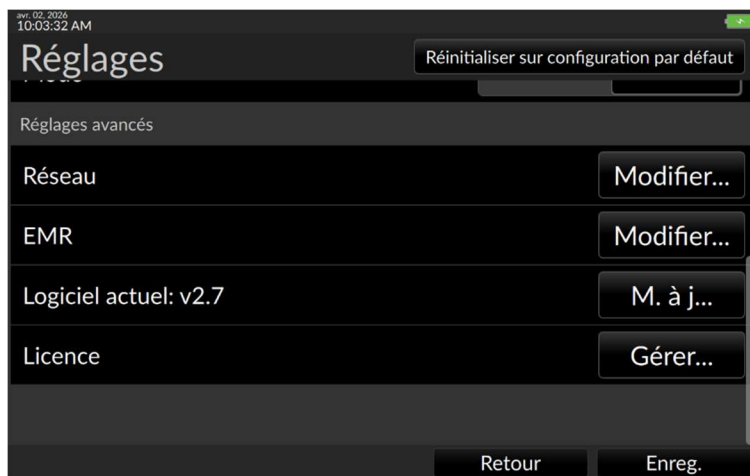 avr. 02, 2026
10:03:32 AM
Réglages
Réinitialiser sur configuration par défaut
Réglages avancés
Réseau
Modifier...
EMR
Modifier...
Logiciel actuel: v2.7
M. à j...
Licence
Gérer...
Retour
Enreg.